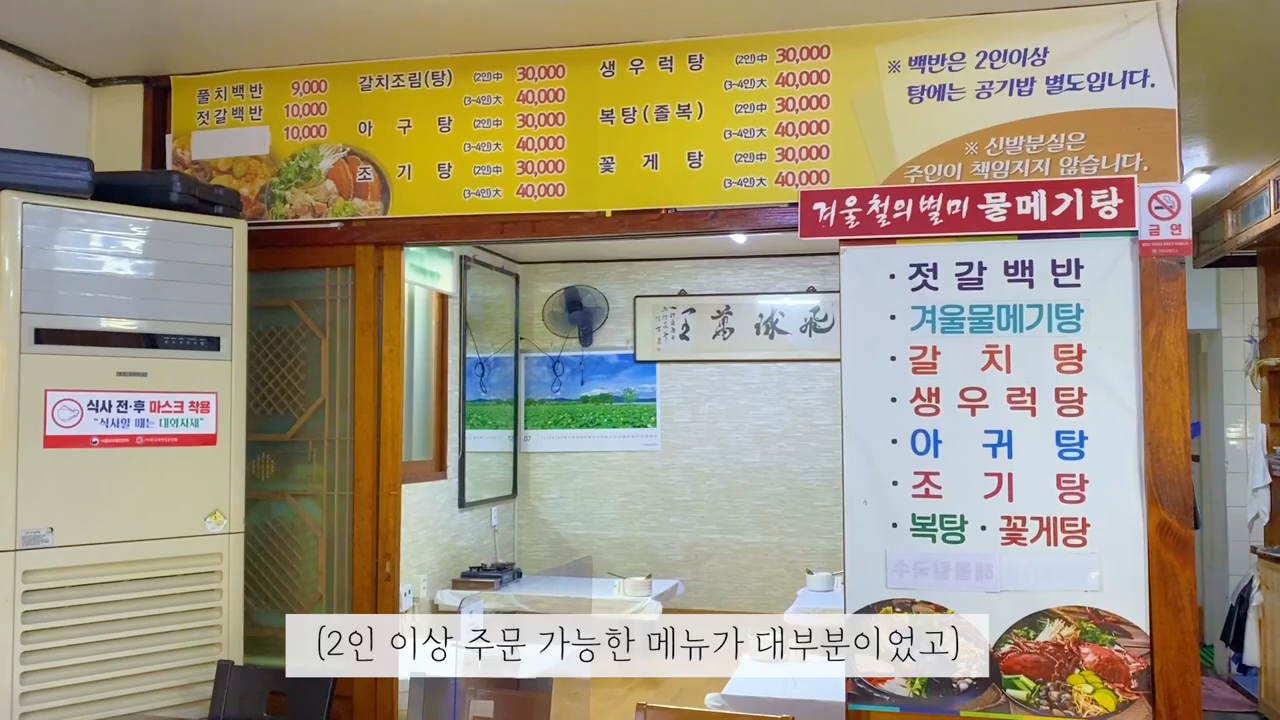 풀치백반 9,000
젓갈백반 10,000
10,000
갈치조림(탕) (2인)中 30,000
(3~4인)大 40,000
아구탕 (2인)中 30,000
(3~4인)大 40,000
조기탕 (2인)中 30,000
(3~4인)大 40,000
생우럭탕 (2인)中 30,000
(3~4인)大 40,000
복탕(졸복) (2인)中 30,000
(3~4인)大 40,000
꽃게탕 (2인)中 30,000
(3~4인)大 40,000
※ 백반은 2인이상
탕에는 공기밥 별도입니다.
※ 신발분실은
주인이 책임지지 않습니다.
겨울철의별미 물메기탕
금연
·젓갈백반
·겨울물메기탕
·갈치탕
·생우럭탕
·아귀탕
·조기탕
·복탕·꽃게탕
해물칼국수
식사 전·후 마스크 착용
"식사할 때는 대화자제"
07
(2인 이상 주문 가능한 메뉴가 대부분이었고)